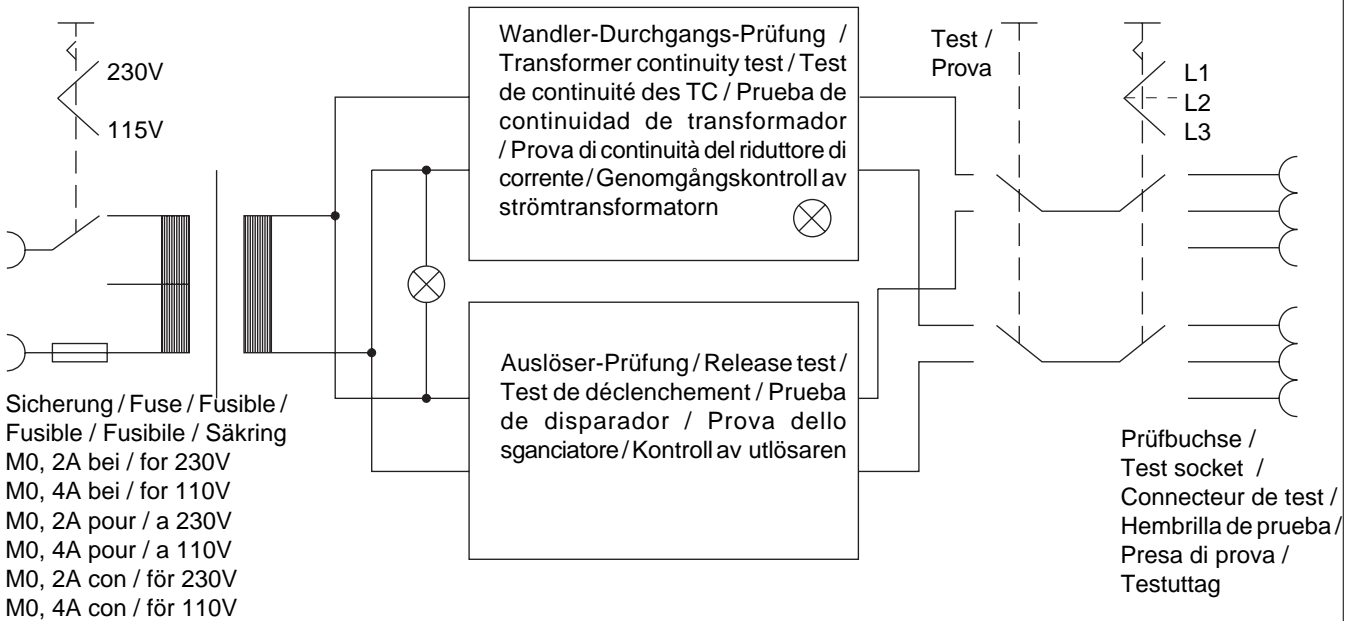 230V
115V
Wandler-Durchgangs-Prüfung /
Transformer continuity test / Test
de continuité des TC / Prueba de
continuidad de transformador
/ Prova di continuità del riduttore di
corrente / Genomgångskontroll av
strömtransformatorn
Test /
Prova
L1
L2
L3
Sicherung / Fuse / Fusible /
Fusible / Fusibile / Säkring
M0, 2A bei / for 230V
M0, 4A bei / for 110V
M0, 2A pour / a 230V
M0, 4A pour / a 110V
M0, 2A con / för 230V
M0, 4A con / för 110V
Auslöser-Prüfung / Release test /
Test de déclenchement / Prueba
de disparador / Prova dello
sganciatore / Kontroll av utlösaren
Prüfbuchse /
Test socket /
Connecteur de test /
Hembrilla de prueba /
Presa di prova /
Testuttag